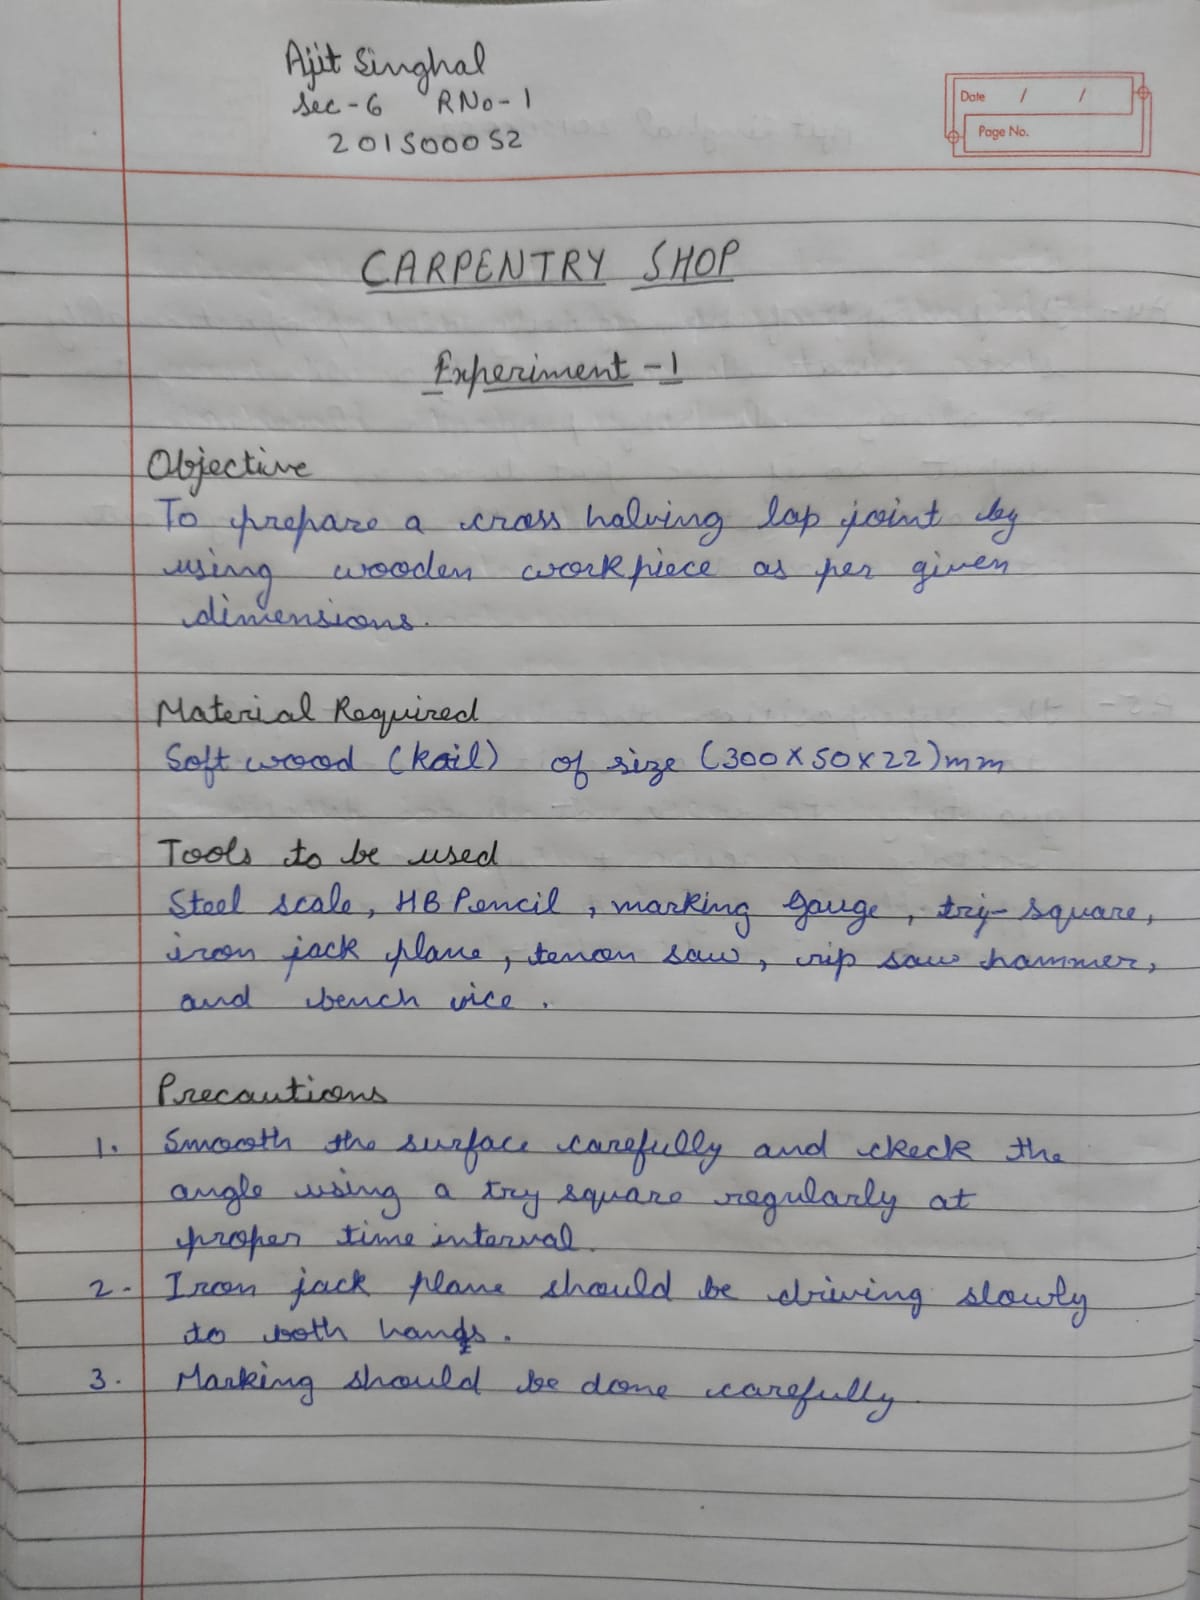 Ajit Singhal
Sec-6 RNo-1
201500052
Date / /
Page No.
CARPENTRY SHOP
Experiment -1
Objective
To prepare a cross halving lap joint by
using wooden workpiece as per given
dimensions.
Material Required
Soft wood (kail) of size (300 x 50 x 22)mm
Tools to be used
Steel scale, HB Pencil, marking gauge, try-square,
iron jack plane, tenon saw, rip saw hammer,
and bench vice.
Precautions
1. Smooth the surface carefully and ckeck the
angle using a try square regularly at
proper time interval.
2. Iron jack plane should be driving slowly
to both hands.
3. Marking should be done carefully.